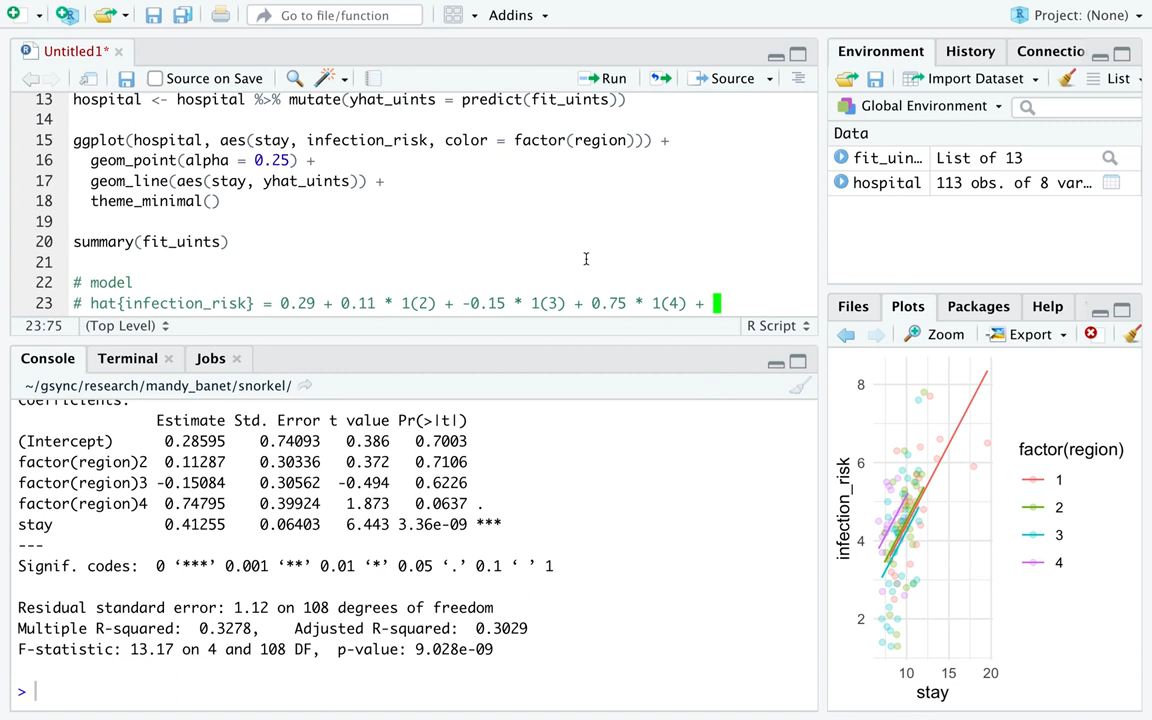 Go to file/function
Addins
Project: (None)
Untitled1*
Source on Save
Run
Source
13 hospital <- hospital %>% mutate(yhat_uints = predict(fit_uints))
14
15 ggplot(hospital, aes(stay, infection_risk, color = factor(region))) +
16 geom_point(alpha = 0.25) +
17 geom_line(aes(stay, yhat_uints)) +
18 theme_minimal()
19
20 summary(fit_uints)
21
22 # model
23 # hat{infection_risk} = 0.29 + 0.11 * 1(2) + -0.15 * 1(3) + 0.75 * 1(4) +
23:75 (Top Level) R Script
Console Terminal Jobs
~/gsync/research/mandy_banet/snorkel/
Coefficients:
Estimate Std. Error t value Pr(>|t|)
(Intercept) 0.28595 0.74093 0.386 0.7003
factor(region)2 0.11287 0.30336 0.372 0.7106
factor(region)3 -0.15084 0.30562 -0.494 0.6226
factor(region)4 0.74795 0.39924 1.873 0.0637 .
stay 0.41255 0.06403 6.443 3.36e-09 ***
---
Signif. codes: 0 ‘***’ 0.001 ‘**’ 0.01 ‘*’ 0.05 ‘.’ 0.1 ‘ ’ 1
Residual standard error: 1.12 on 108 degrees of freedom
Multiple R-squared: 0.3278, Adjusted R-squared: 0.3029
F-statistic: 13.17 on 4 and 108 DF, p-value: 9.028e-09
>
Environment History Connectio
Import Dataset List
Global Environment
Data
fit_uin… List of 13
hospital 113 obs. of 8 var…
Files Plots Packages Help
Zoom Export
8
6
4
2
infection_risk
10 15 20
stay
factor(region)
1
2
3
4